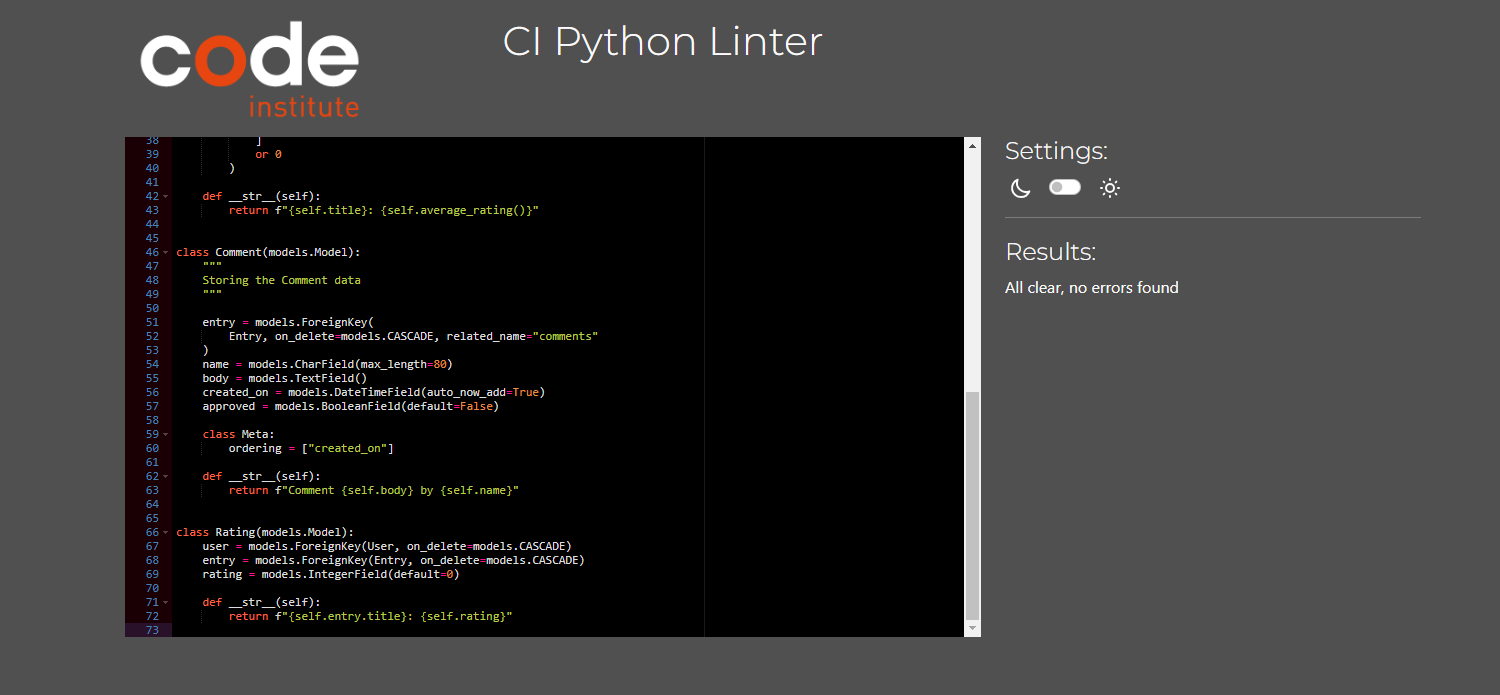 code
institute
CI Python Linter
38             ]
39             or 0
40         )
41
42     def __str__(self):
43         return f"{self.title}: {self.average_rating()}"
44
45
46 class Comment(models.Model):
47     """
48     Storing the Comment data
49     """
50
51     entry = models.ForeignKey(
52         Entry, on_delete=models.CASCADE, related_name="comments"
53     )
54     name = models.CharField(max_length=80)
55     body = models.TextField()
56     created_on = models.DateTimeField(auto_now_add=True)
57     approved = models.BooleanField(default=False)
58
59     class Meta:
60         ordering = ["created_on"]
61
62     def __str__(self):
63         return f"Comment {self.body} by {self.name}"
64
65
66 class Rating(models.Model):
67     user = models.ForeignKey(User, on_delete=models.CASCADE)
68     entry = models.ForeignKey(Entry, on_delete=models.CASCADE)
69     rating = models.IntegerField(default=0)
70
71     def __str__(self):
72         return f"{self.entry.title}: {self.rating}"
73
Settings:
Results:
All clear, no errors found